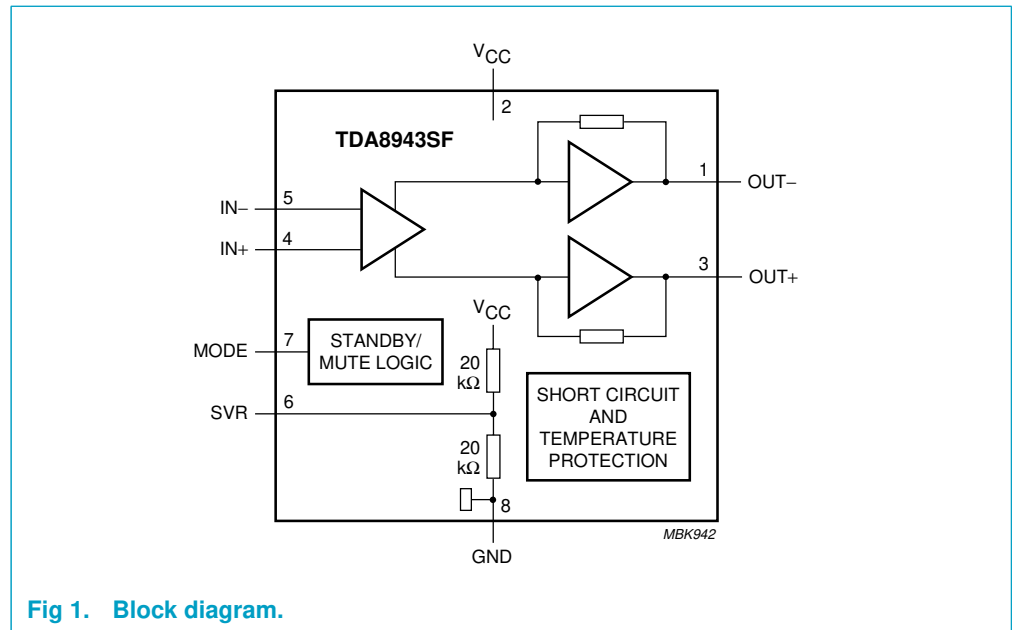 VCC
2
TDA8943SF
1
OUT−
5
IN−
4
IN+
3
OUT+
VCC
7
MODE
STANDBY/
MUTE LOGIC
20
kΩ
6
SVR
SHORT CIRCUIT
AND
TEMPERATURE
PROTECTION
20
kΩ
8
MBK942
GND
Fig 1. Block diagram.